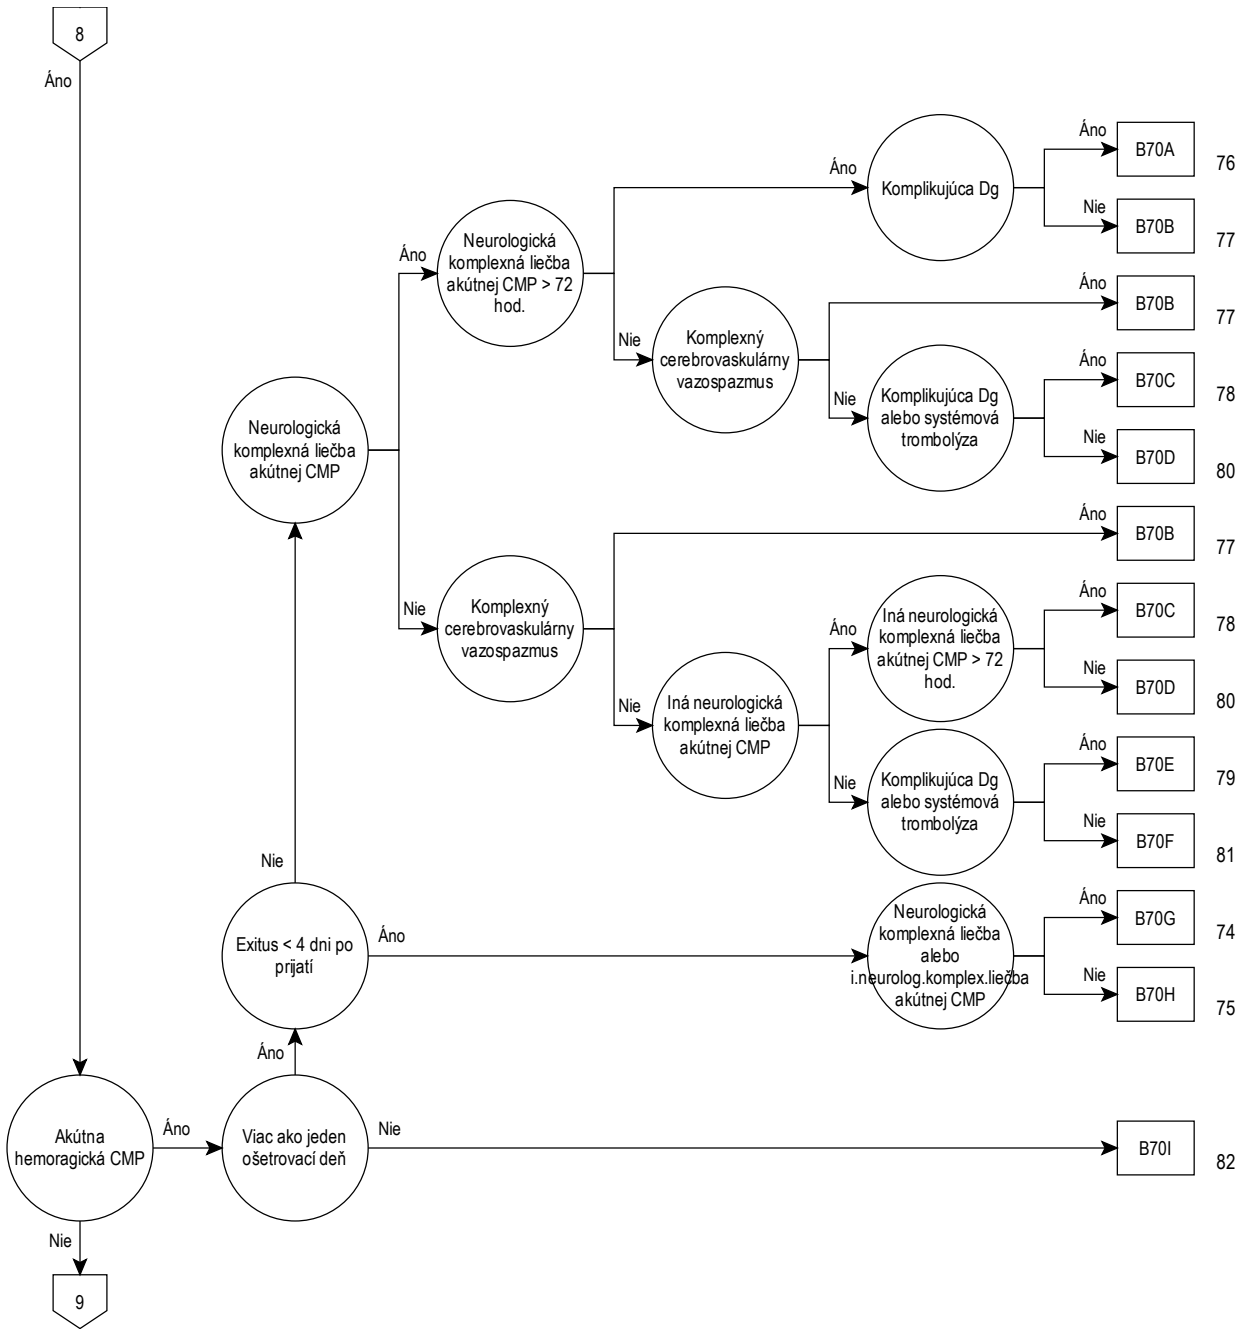 8
Áno
Áno
B70A
76
Áno
Komplikujúca Dg
Nie
B70B
77
Neurologická
komplexná liečba
akútnej CMP > 72
hod.
Áno
Áno
B70B
77
Nie
Komplexný
cerebrovaskulárny
vazospazmus
Áno
B70C
78
Nie
Komplikujúca Dg
alebo systémová
trombolýza
Nie
B70D
80
Neurologická
komplexná liečba
akútnej CMP
Áno
B70B
77
Nie
Komplexný
cerebrovaskulárny
vazospazmus
Áno
Iná neurologická
komplexná liečba
akútnej CMP > 72
hod.
Áno
B70C
78
Nie
B70D
80
Nie
Iná neurologická
komplexná liečba
akútnej CMP
Áno
B70E
79
Nie
Komplikujúca Dg
alebo systémová
trombolýza
Nie
B70F
81
Nie
Exitus < 4 dni po
prijatí
Áno
Neurologická
komplexná liečba
alebo
i.neurolog.komplex.liečba
akútnej CMP
Áno
B70G
74
Nie
B70H
75
Áno
Akútna
hemoragická CMP
Áno
Viac ako jeden
ošetrovací deň
Nie
B70I
82
Nie
9